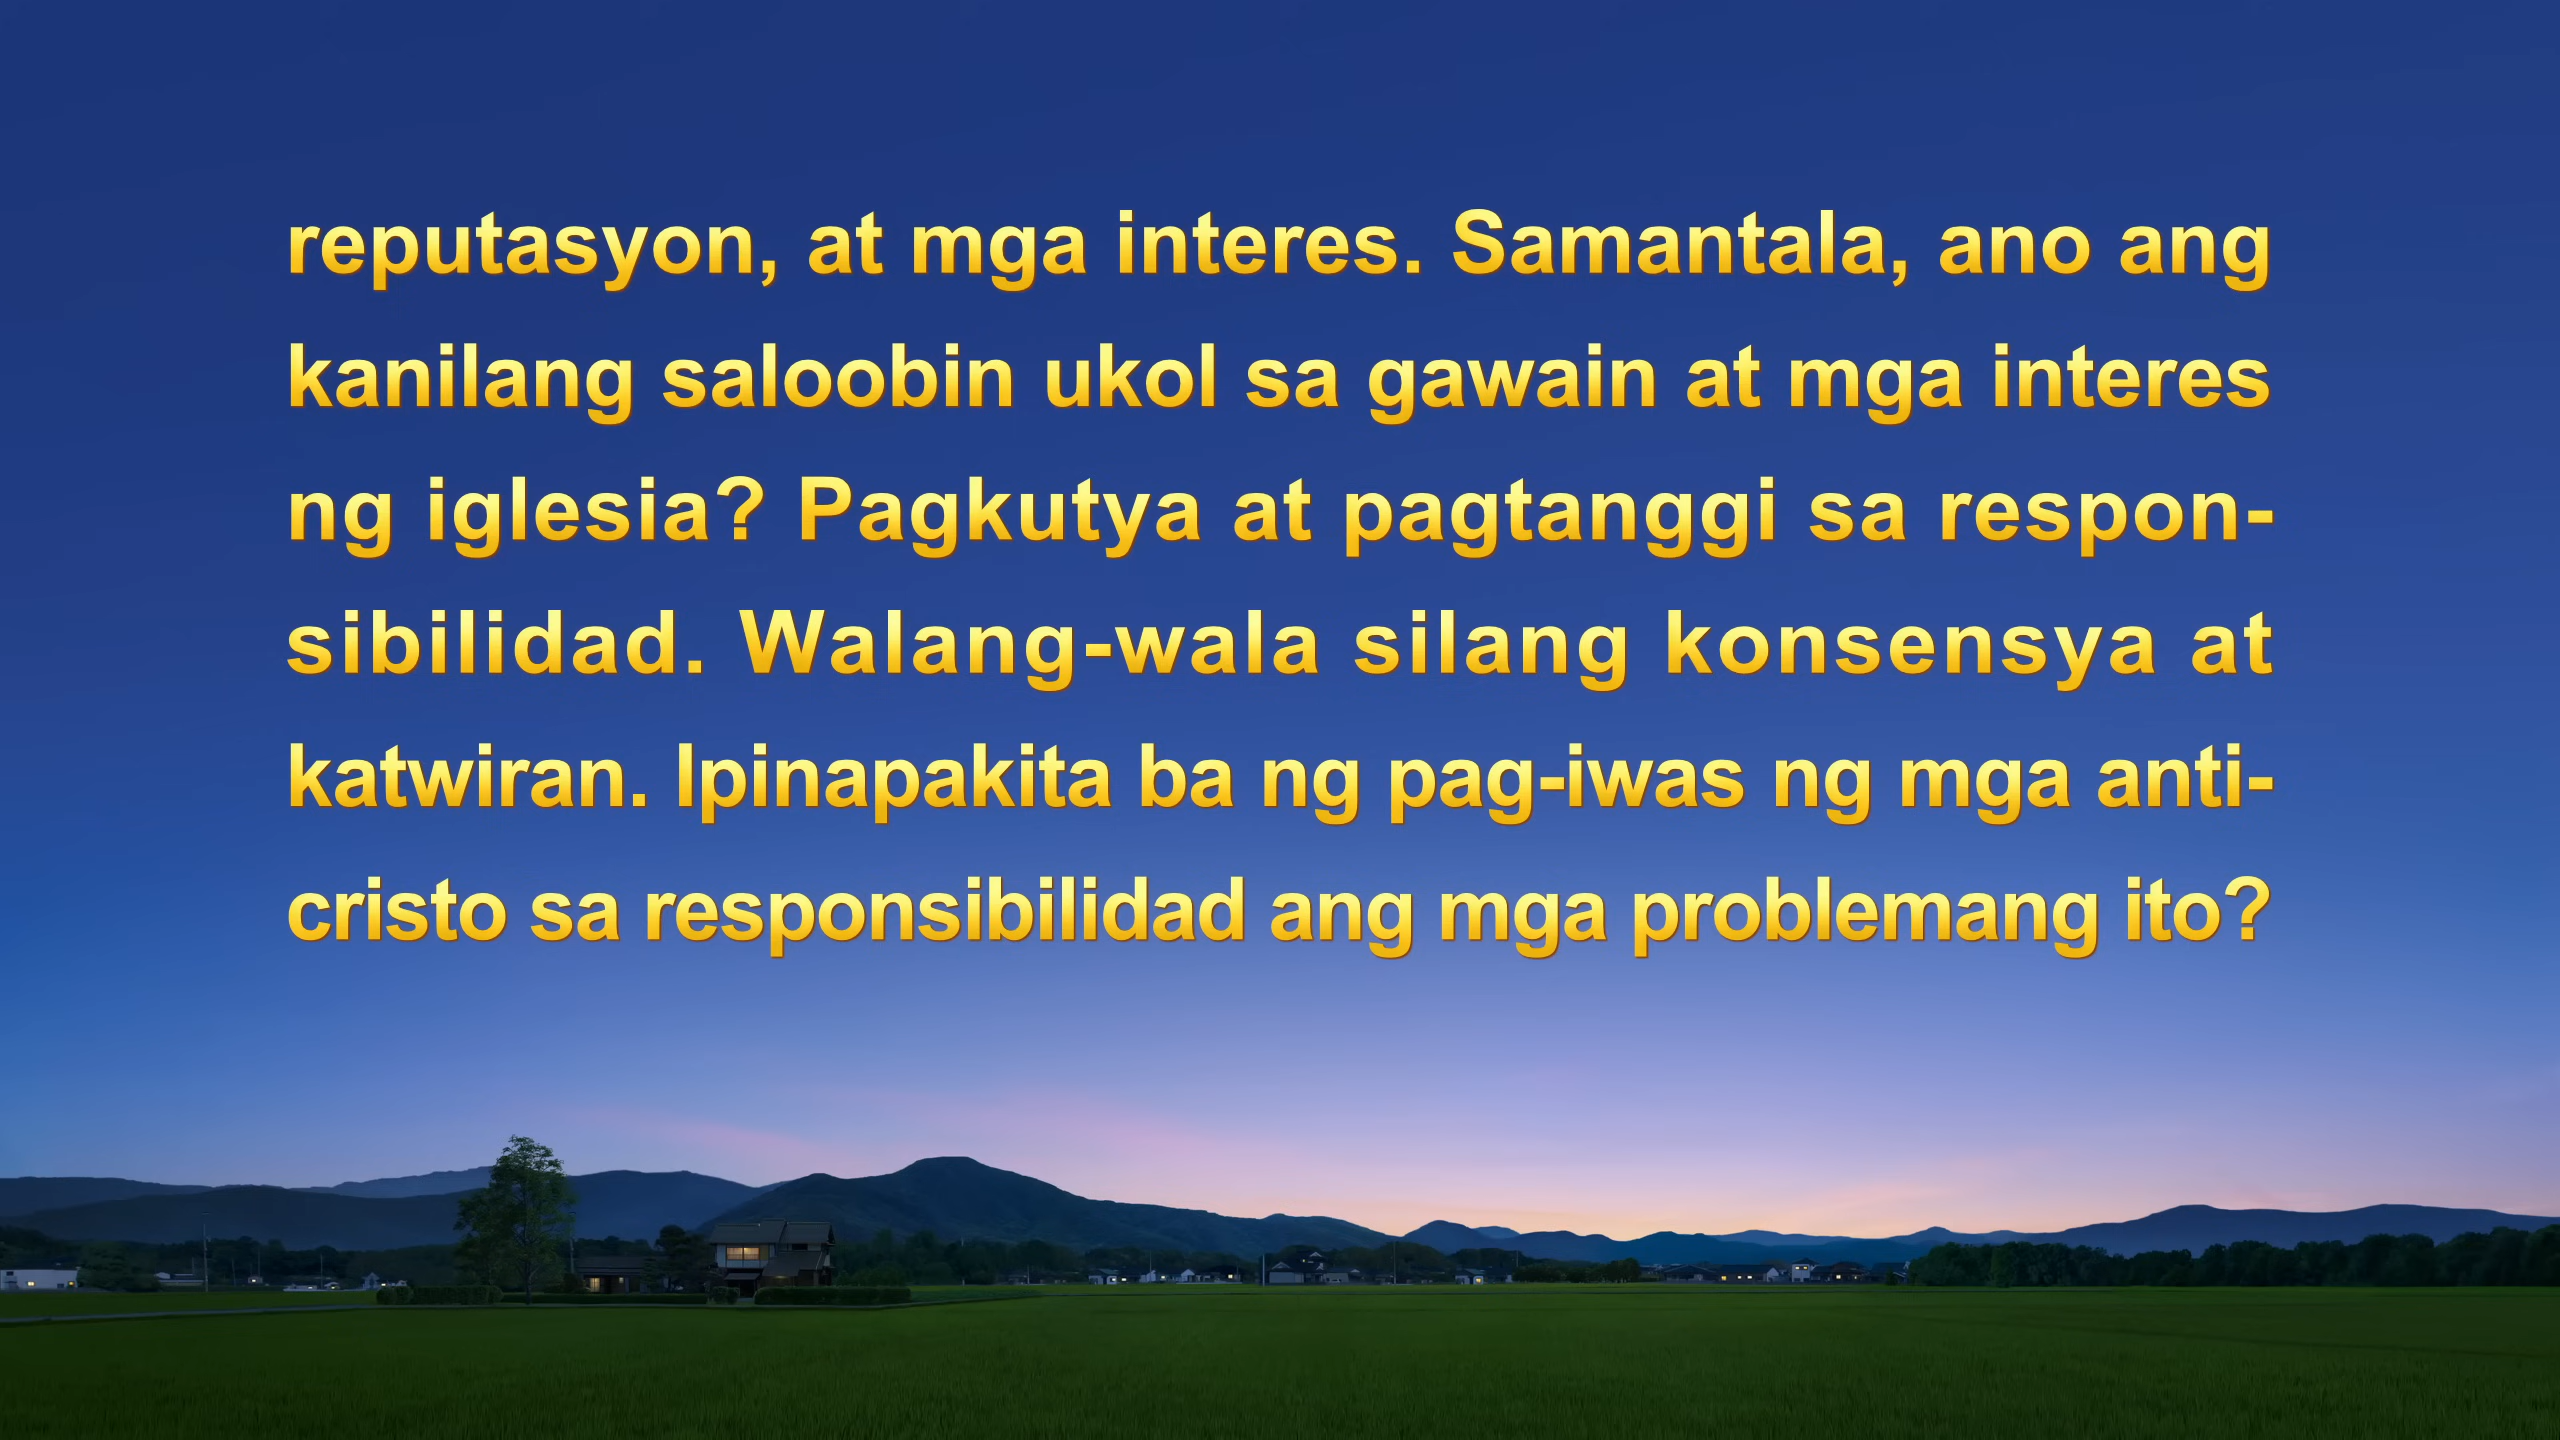 reputasyon, at mga interes. Samantala, ano ang
kanilang saloobin ukol sa gawain at mga interes
ng iglesia? Pagkutya at pagtanggi sa respon-
sibilidad. Walang-wala silang konsensya at
katwiran. Ipinapakita ba ng pag-iwas ng mga anti-
cristo sa responsibilidad ang mga problemang ito?